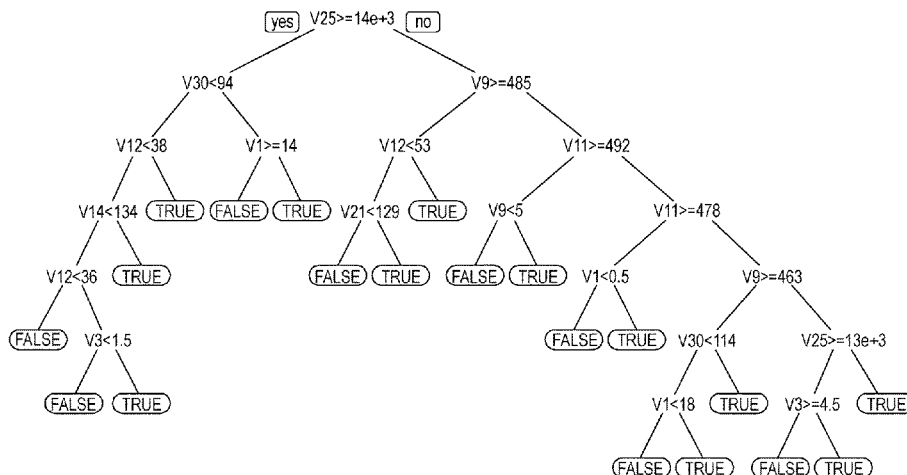 yes V25>=14e+3 no
V30<94 V9>=485
V12<38 V1>=14 V12<53 V11>=492
V14<134 TRUE FALSE TRUE V21<129 TRUE V9<5 V11>=478
V12<36 TRUE FALSE TRUE FALSE TRUE V1<0.5 V9>=463
FALSE V3<1.5 FALSE TRUE V30<114 V25>=13e+3
FALSE TRUE V1<18 TRUE V3>=4.5 TRUE
FALSE TRUE FALSE TRUE